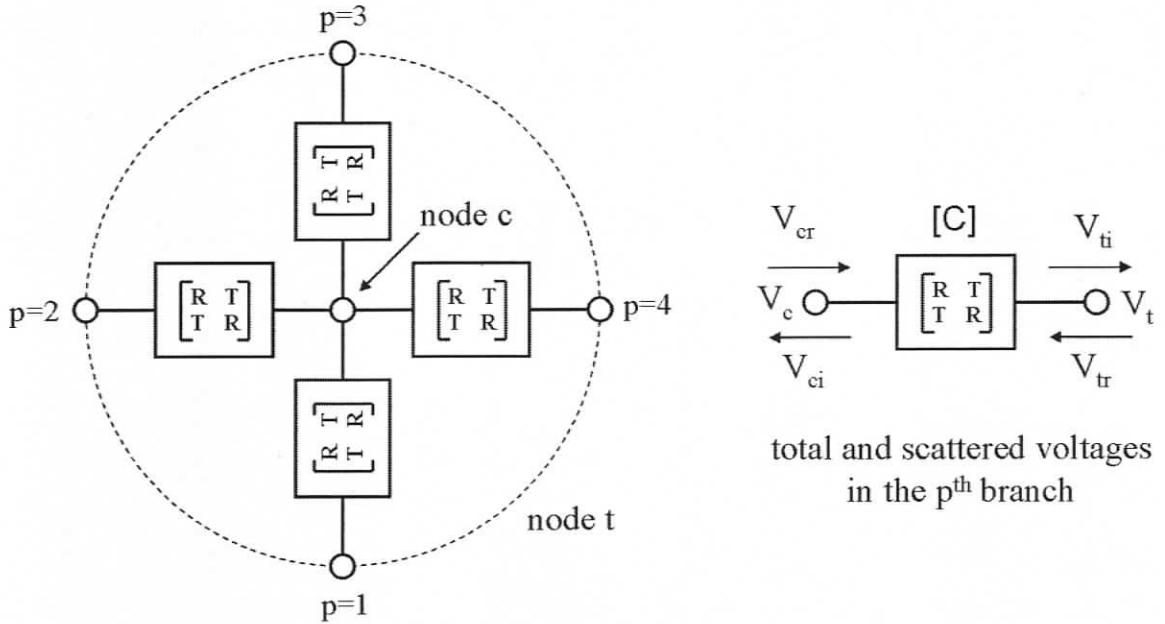 p=3
T R
R T
node c
p=2
R T
T R
R T
T R
p=4
T R
R T
node t
p=1
[C]
V_cr
V_ti
V_c
R T
T R
V_t
V_ci
V_tr
total and scattered voltages
in the p^th branch